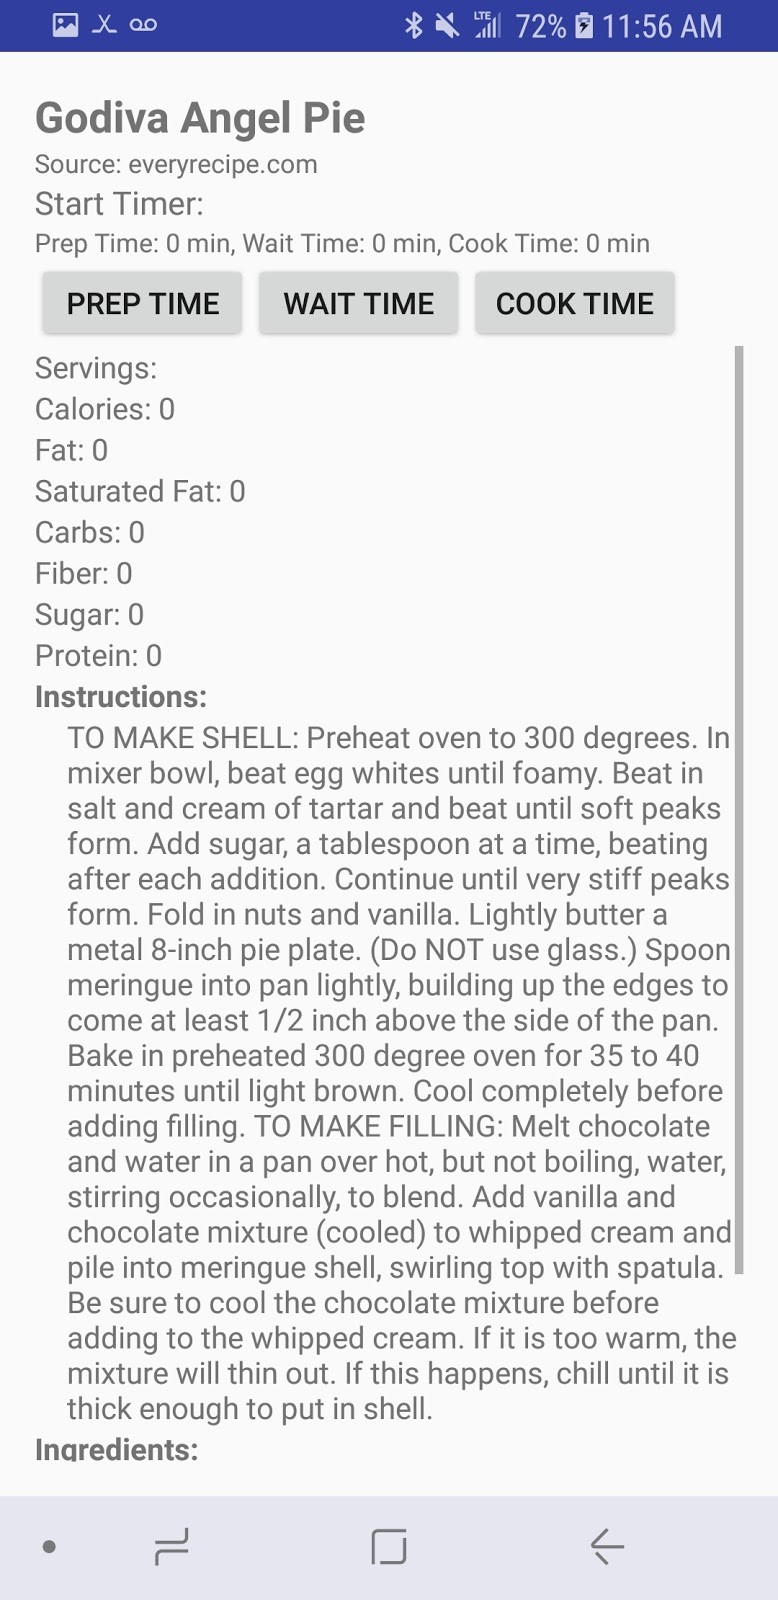 LTE 72% 11:56 AM
Godiva Angel Pie
Source: everyrecipe.com
Start Timer:
Prep Time: 0 min, Wait Time: 0 min, Cook Time: 0 min
PREP TIME WAIT TIME COOK TIME
Servings:
Calories: 0
Fat: 0
Saturated Fat: 0
Carbs: 0
Fiber: 0
Sugar: 0
Protein: 0
Instructions:
TO MAKE SHELL: Preheat oven to 300 degrees. In
mixer bowl, beat egg whites until foamy. Beat in
salt and cream of tartar and beat until soft peaks
form. Add sugar, a tablespoon at a time, beating
after each addition. Continue until very stiff peaks
form. Fold in nuts and vanilla. Lightly butter a
metal 8-inch pie plate. (Do NOT use glass.) Spoon
meringue into pan lightly, building up the edges to
come at least 1/2 inch above the side of the pan.
Bake in preheated 300 degree oven for 35 to 40
minutes until light brown. Cool completely before
adding filling. TO MAKE FILLING: Melt chocolate
and water in a pan over hot, but not boiling, water,
stirring occasionally, to blend. Add vanilla and
chocolate mixture (cooled) to whipped cream and
pile into meringue shell, swirling top with spatula.
Be sure to cool the chocolate mixture before
adding to the whipped cream. If it is too warm, the
mixture will thin out. If this happens, chill until it is
thick enough to put in shell.
Ingredients: